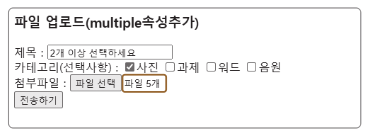 파일 업로드(multiple속성추가)
제목 : 2개 이상 선택하세요
카테고리(선택사항) : 사진 과제 워드 음원
첨부파일 : 파일 선택 파일 5개
전송하기